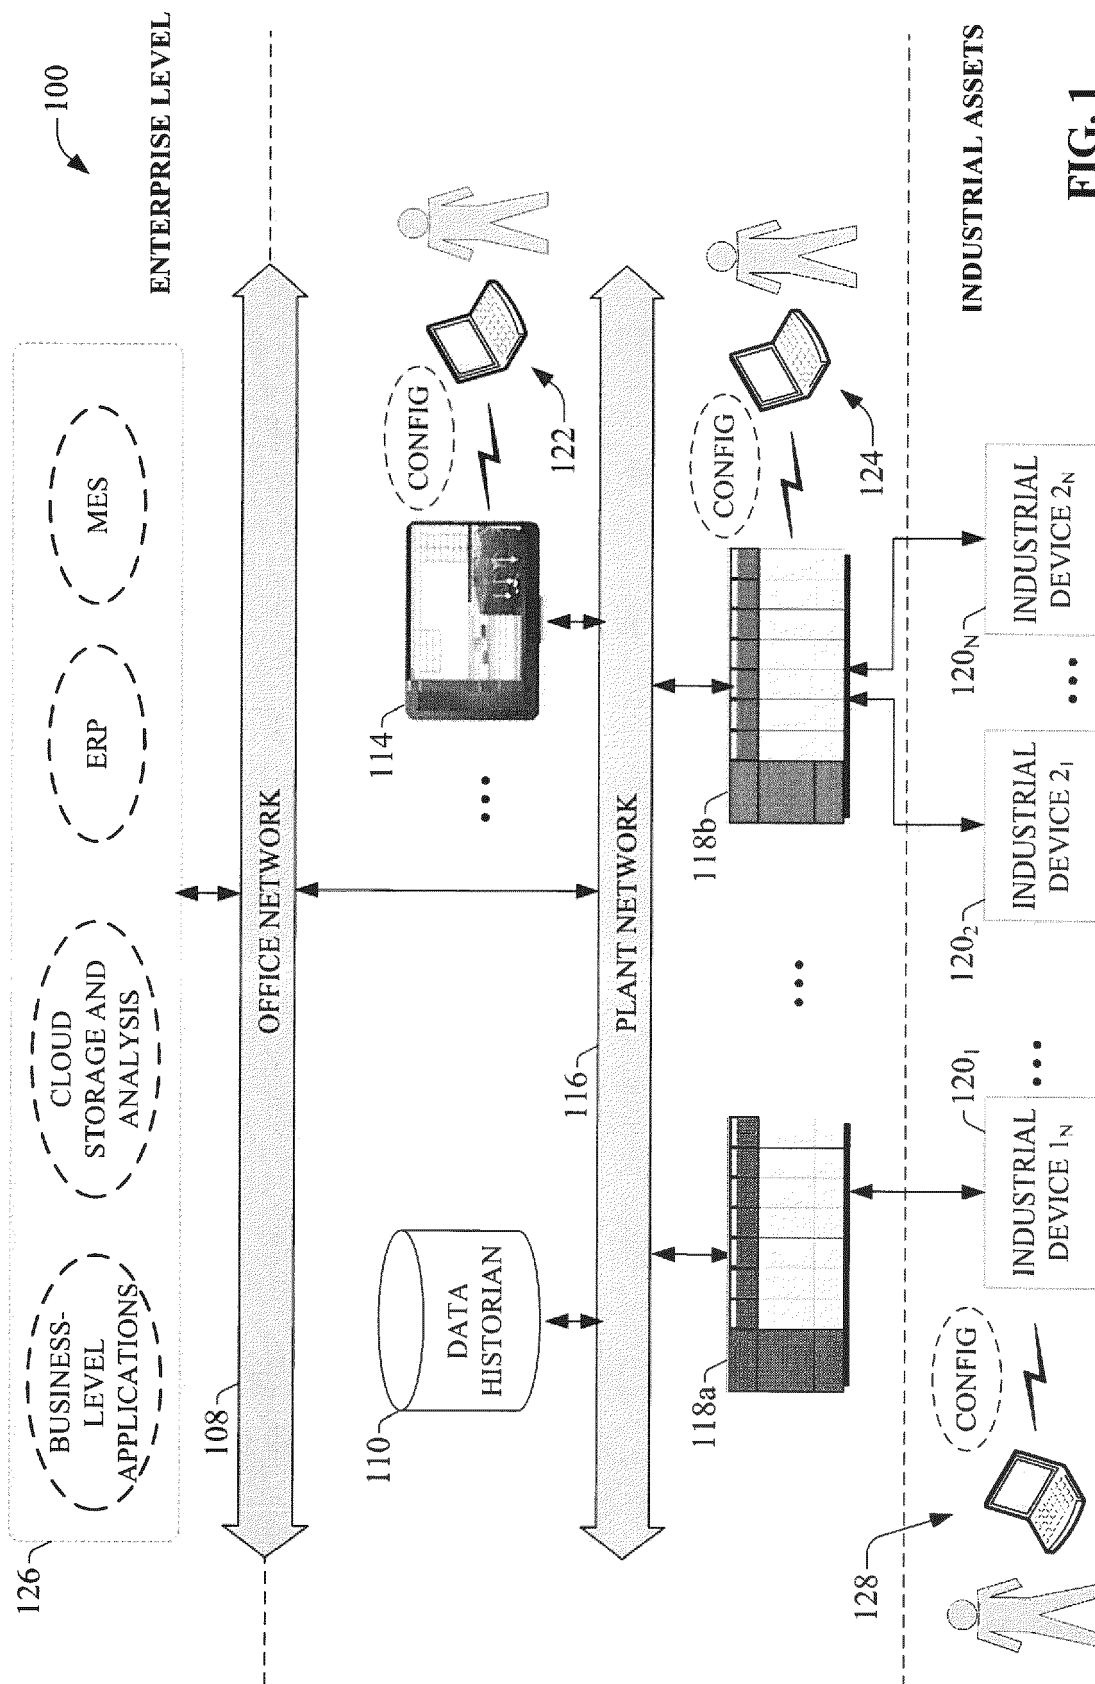 100
ENTERPRISE LEVEL
126
BUSINESS-
LEVEL
APPLICATIONS
CLOUD
STORAGE AND
ANALYSIS
ERP
MES
108
OFFICE NETWORK
110
DATA
HISTORIAN
114
CONFIG
122
116
PLANT NETWORK
118a
118b
CONFIG
124
128
CONFIG
INDUSTRIAL
DEVICE 1N
120₁
INDUSTRIAL
DEVICE 2₁
120₂
INDUSTRIAL
DEVICE 2N
120N
INDUSTRIAL ASSETS
FIG. 1